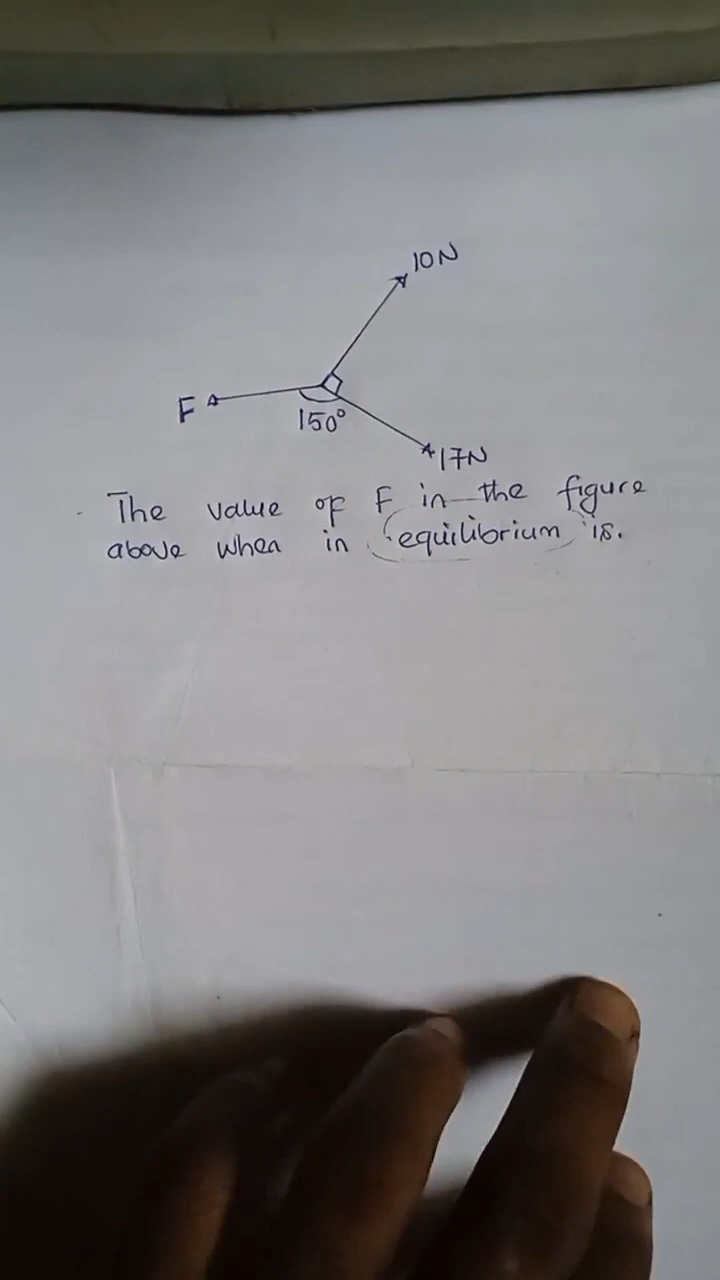 10N
F
150°
17N
The value of F in the figure
above when in equilibrium is.